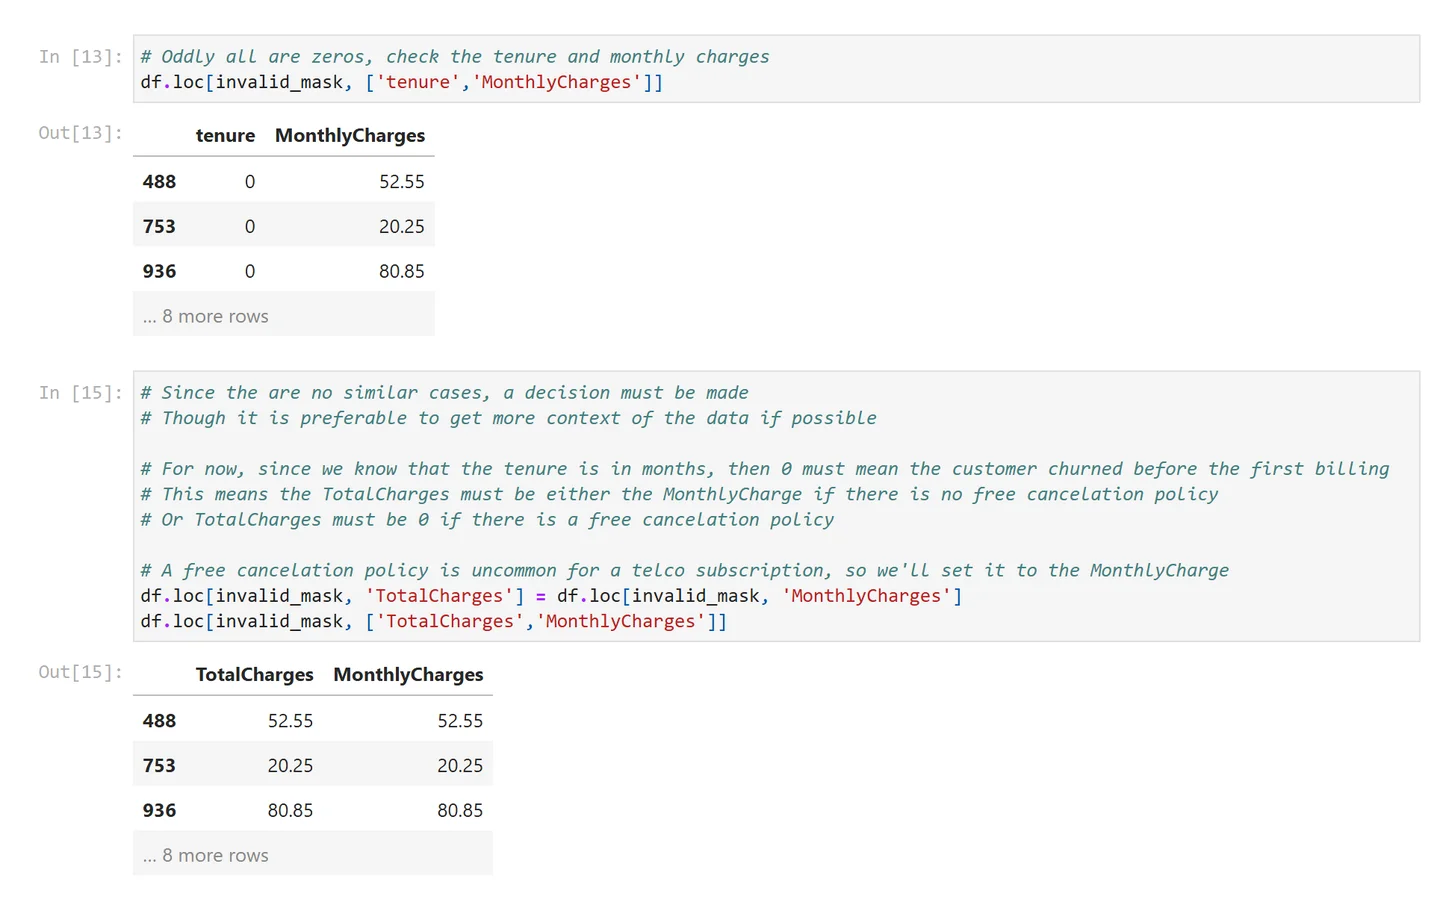 In [13]: # Oddly all are zeros, check the tenure and monthly charges
df.loc[invalid_mask, ['tenure','MonthlyCharges']]
Out[13]: tenure MonthlyCharges
488 0 52.55
753 0 20.25
936 0 80.85
... 8 more rows
In [15]: # Since the are no similar cases, a decision must be made
# Though it is preferable to get more context of the data if possible
# For now, since we know that the tenure is in months, then 0 must mean the customer churned before the first billing
# This means the TotalCharges must be either the MonthlyCharge if there is no free cancelation policy
# Or TotalCharges must be 0 if there is a free cancelation policy
# A free cancelation policy is uncommon for a telco subscription, so we'll set it to the MonthlyCharge
df.loc[invalid_mask, 'TotalCharges'] = df.loc[invalid_mask, 'MonthlyCharges']
df.loc[invalid_mask, ['TotalCharges','MonthlyCharges']]
Out[15]: TotalCharges MonthlyCharges
488 52.55 52.55
753 20.25 20.25
936 80.85 80.85
... 8 more rows